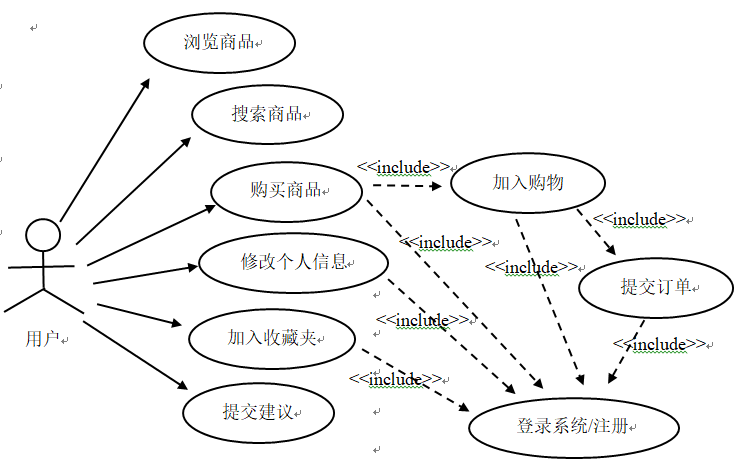 浏览商品
搜索商品
<<include>>
购买商品
加入购物
<<include>>
<<include>>
修改个人信息
<<include>>
提交订单
<<include>>
用户
加入收藏夹
<<include>>
<<include>>
提交建议
登录系统/注册